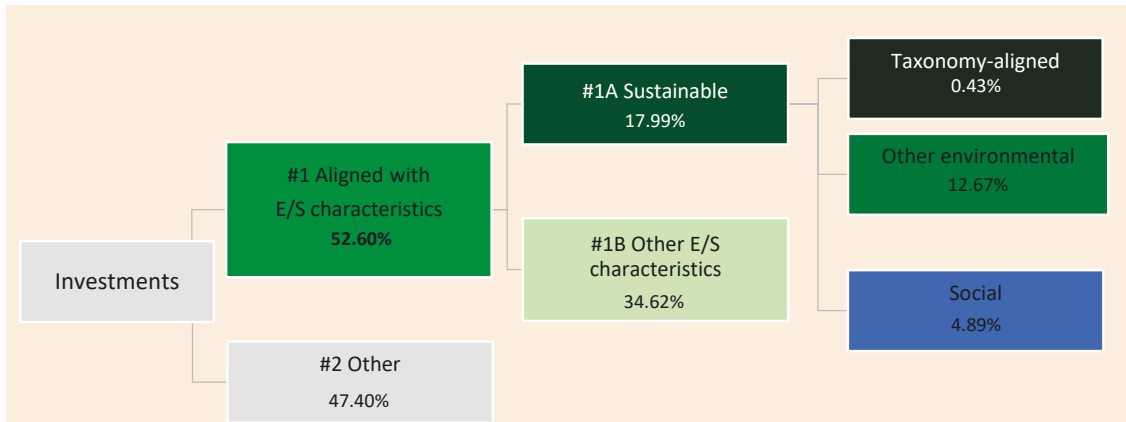 Investments
#1 Aligned with
E/S characteristics
52.60%
#2 Other
47.40%
#1A Sustainable
17.99%
#1B Other E/S
characteristics
34.62%
Taxonomy-aligned
0.43%
Other environmental
12.67%
Social
4.89%